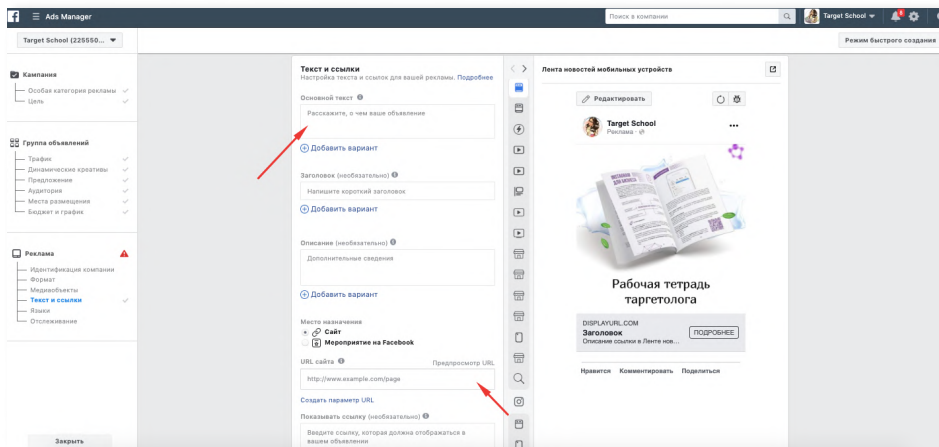 Ads Manager
Поиск в компании
Target School
Target School (225550...
Режим быстрого создания
Кампания
Особая категория рекламы
Цель
Группа объявлений
Трафик
Динамические креативы
Предложение
Аудитория
Места размещения
Бюджет и график
Реклама
Идентификация компании
Формат
Медиаобъекты
Текст и ссылки
Языки
Отслеживание
Закрыть
Текст и ссылки
Настройка текста и ссылок для вашей рекламы. Подробнее
Основной текст
Расскажите, о чем ваше объявление
Добавить вариант
Заголовок (необязательно)
Напишите короткий заголовок
Добавить вариант
Описание (необязательно)
Дополнительные сведения
Добавить вариант
Место назначения
Сайт
Мероприятие на Facebook
URL сайта
Предпросмотр URL
http://www.example.com/page
Создать параметр URL
Показывать ссылку (необязательно)
Введите ссылку, которая должна отображаться в
вашем объявлении
Лента новостей мобильных устройств
Редактировать
Target School
Реклама
Рабочая тетрадь
таргетолога
DISPLAYURL.COM
Заголовок
Описание ссылки в Ленте нов...
ПОДРОБНЕЕ
Нравится Комментировать Поделиться